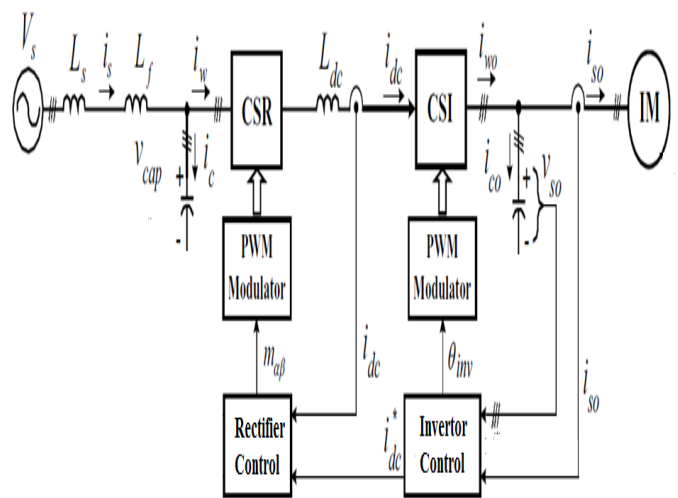 V_s
L_s
i_s
L_f
i_w
CSR
L_dc
i_dc
CSI
i_wo
i_so
IM
v_cap
+
-
i_c
i_co
+
-
v_so
PWM
Modulator
PWM
Modulator
m_αβ
i_dc
θ_inv
i_so
Rectifier
Control
i_dc^*
Invertor
Control